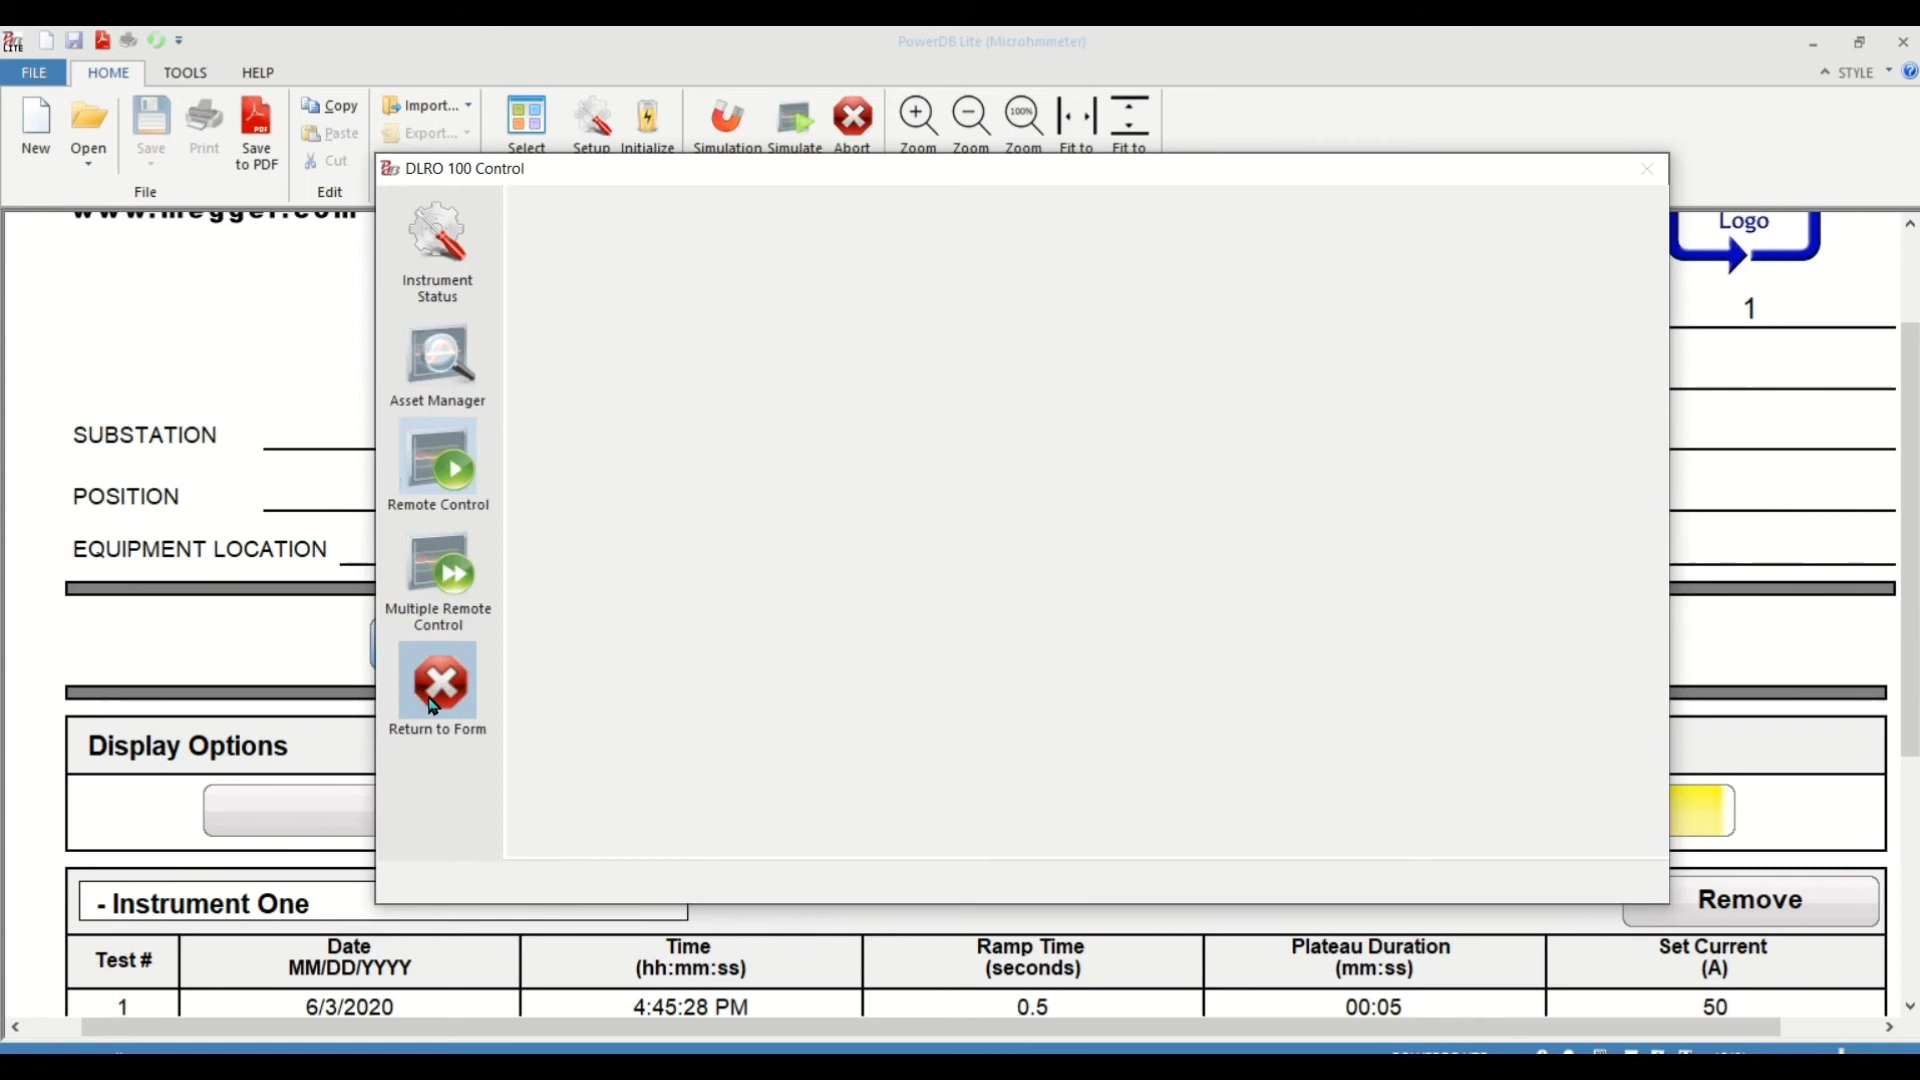 PowerDB Lite (Microhmmeter)
FILE HOME TOOLS HELP
STYLE
New Open Save Print Save to PDF
Copy
Paste
Cut
Import...
Export...
Select Setup Initialize Simulation Simulate Abort Zoom Zoom 100% Zoom Fit to Fit to
File Edit
DLRO 100 Control
www.megger.com
Logo
1
Instrument
Status
Asset Manager
Remote Control
Multiple Remote
Control
Return to Form
SUBSTATION
POSITION
EQUIPMENT LOCATION
Display Options
- Instrument One
Remove
Test # Date MM/DD/YYYY Time (hh:mm:ss) Ramp Time (seconds) Plateau Duration (mm:ss) Set Current (A)
1 6/3/2020 4:45:28 PM 0.5 00:05 50